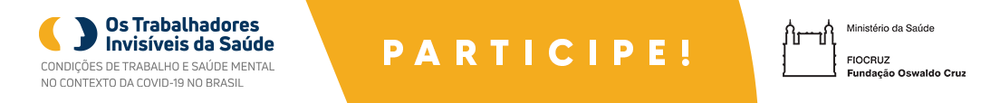 Os Trabalhadores
Invisíveis da Saúde
CONDIÇÕES DE TRABALHO E SAÚDE MENTAL
NO CONTEXTO DA COVID-19 NO BRASIL
PARTICIPE!
Ministério da Saúde
FIOCRUZ
Fundação Oswaldo Cruz